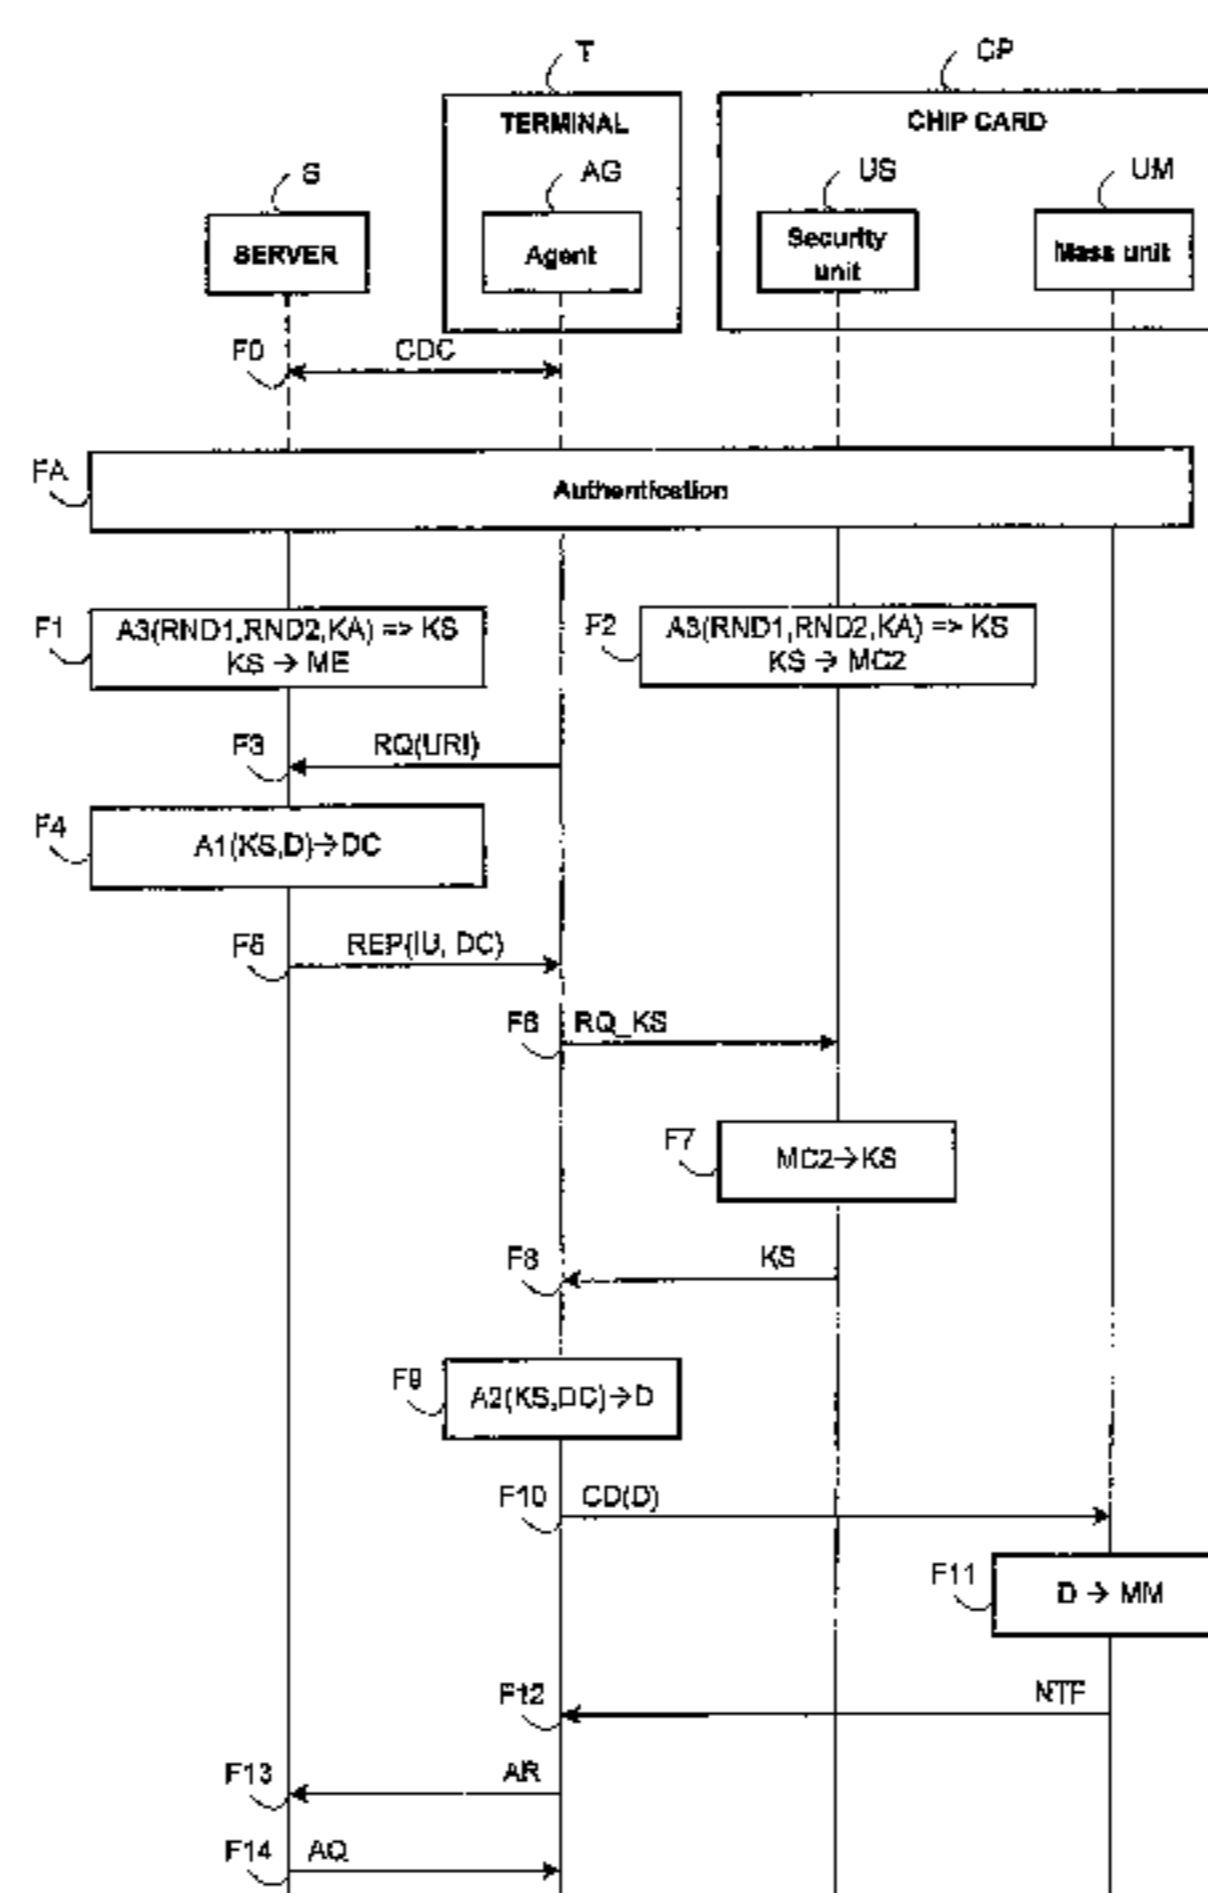 T
CP
TERMINAL
CHIP CARD
S
AG
US
UM
SERVER
Agent
Security
unit
Mass unit
F0
CDC
FA
Authentication
F1
A3(RND1,RND2,KA) => KS
KS → ME
F2
A3(RND1,RND2,KA) => KS
KS → MC2
F3
RQ(URI)
F4
A1(KS,D)→DC
F5
REP(IU, DC)
F6
RQ_KS
F7
MC2→KS
F8
KS
F9
A2(KS,DC)→D
F10
CD(D)
F11
D → MM
F12
NTF
F13
AR
F14
AQ